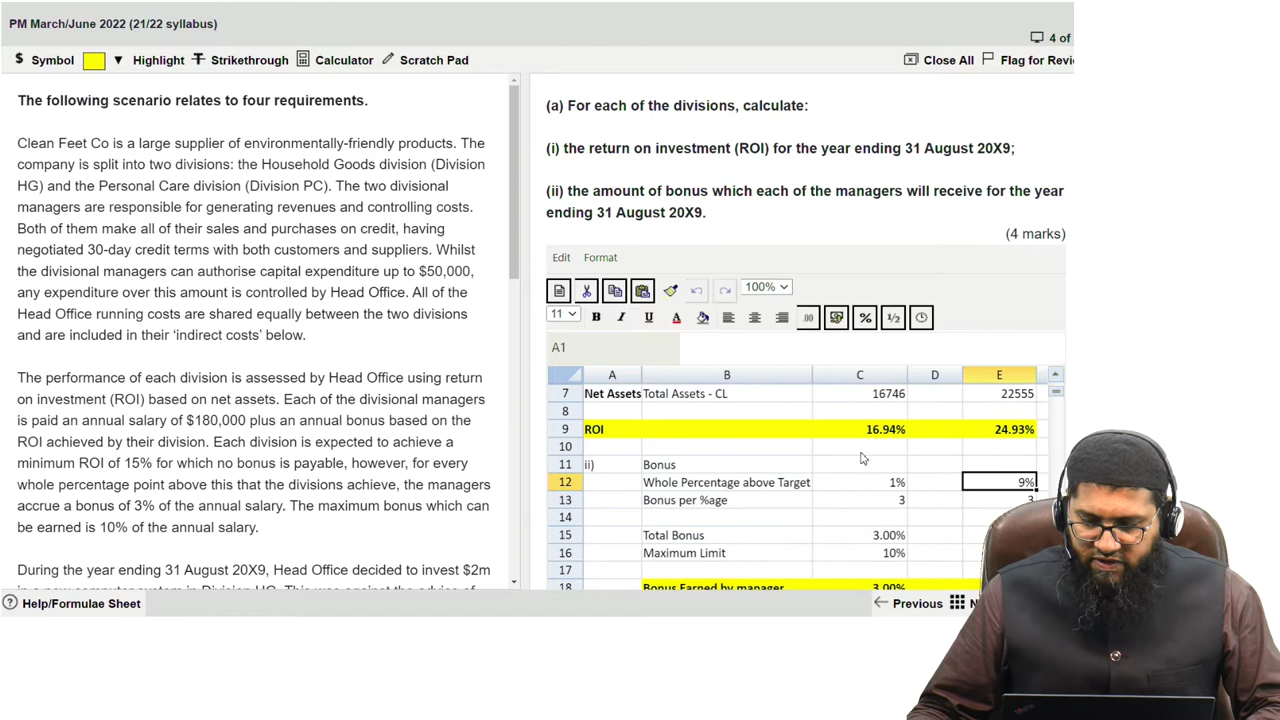 PM March/June 2022 (21/22 syllabus)
4 of
$ Symbol ▼ Highlight T Strikethrough Calculator Scratch Pad Close All Flag for
The following scenario relates to four requirements.
Clean Feet Co is a large supplier of environmentally-friendly products. The
company is split into two divisions: the Household Goods division (Division
HG) and the Personal Care division (Division PC). The two divisional
managers are responsible for generating revenues and controlling costs.
Both of them make all of their sales and purchases on credit, having
negotiated 30-day credit terms with both customers and suppliers. Whilst
the divisional managers can authorise capital expenditure up to $50,000,
any expenditure over this amount is controlled by Head Office. All of the
Head Office running costs are shared equally between the two divisions
and are included in their ‘indirect costs’ below.
The performance of each division is assessed by Head Office using return
on investment (ROI) based on net assets. Each of the divisional managers
is paid an annual salary of $180,000 plus an annual bonus based on the
ROI achieved by their division. Each division is expected to achieve a
minimum ROI of 15% for which no bonus is payable, however, for every
whole percentage point above this that the divisions achieve, the managers
accrue a bonus of 3% of the annual salary. The maximum bonus which can
be earned is 10% of the annual salary.
During the year ending 31 August 20X9, Head Office decided to invest $2m
(a) For each of the divisions, calculate:
(i) the return on investment (ROI) for the year ending 31 August 20X9;
(ii) the amount of bonus which each of the managers will receive for the year
ending 31 August 20X9.
(4 marks)
Edit Format
100%
11 B I U A .00 % 1/2
A1
A B C D E
7 Net Assets Total Assets - CL 16746 22555
8
9 ROI 16.94% 24.93%
10
11 ii) Bonus
12 Whole Percentage above Target 1% 9%
13 Bonus per %age 3 3
14
15 Total Bonus 3.00%
16 Maximum Limit 10%
17
18 Bonus Earned by manager 3.00%
Help/Formulae Sheet Previous